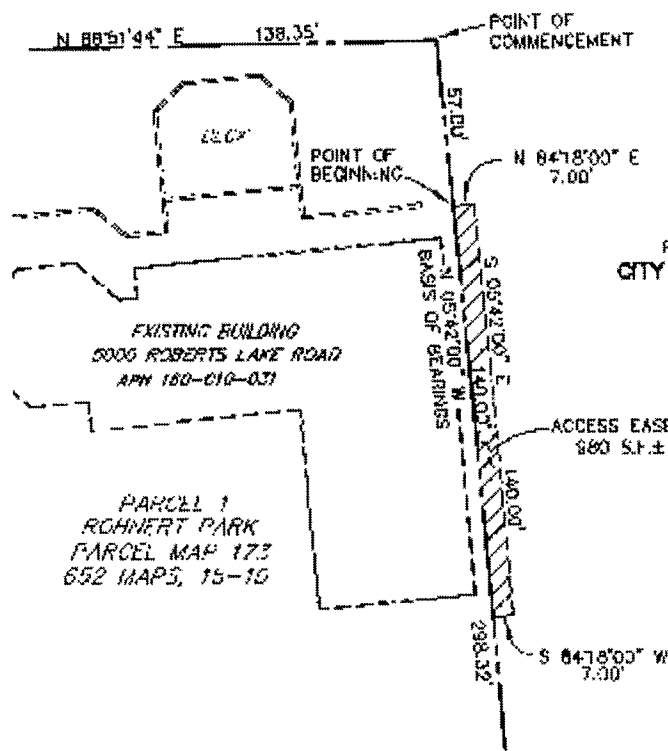 N 88°51'44" E 138.35'
POINT OF
COMMENCEMENT
57.00'
DECK
POINT OF
BEGINNING
N 84°18'00" E
7.00'
CITY
S 05°42'00" E
140.00'
N 05°42'00" W
140.00'
BASIS OF BEARINGS
EXISTING BUILDING
5000 ROBERTS LAKE ROAD
APN 160-010-031
ACCESS EASE
980 S.F.±
PARCEL 1
ROHNERT PARK
PARCEL MAP 173
652 MAPS, 15-16
298.32'
S 84°18'00" W
7.00'